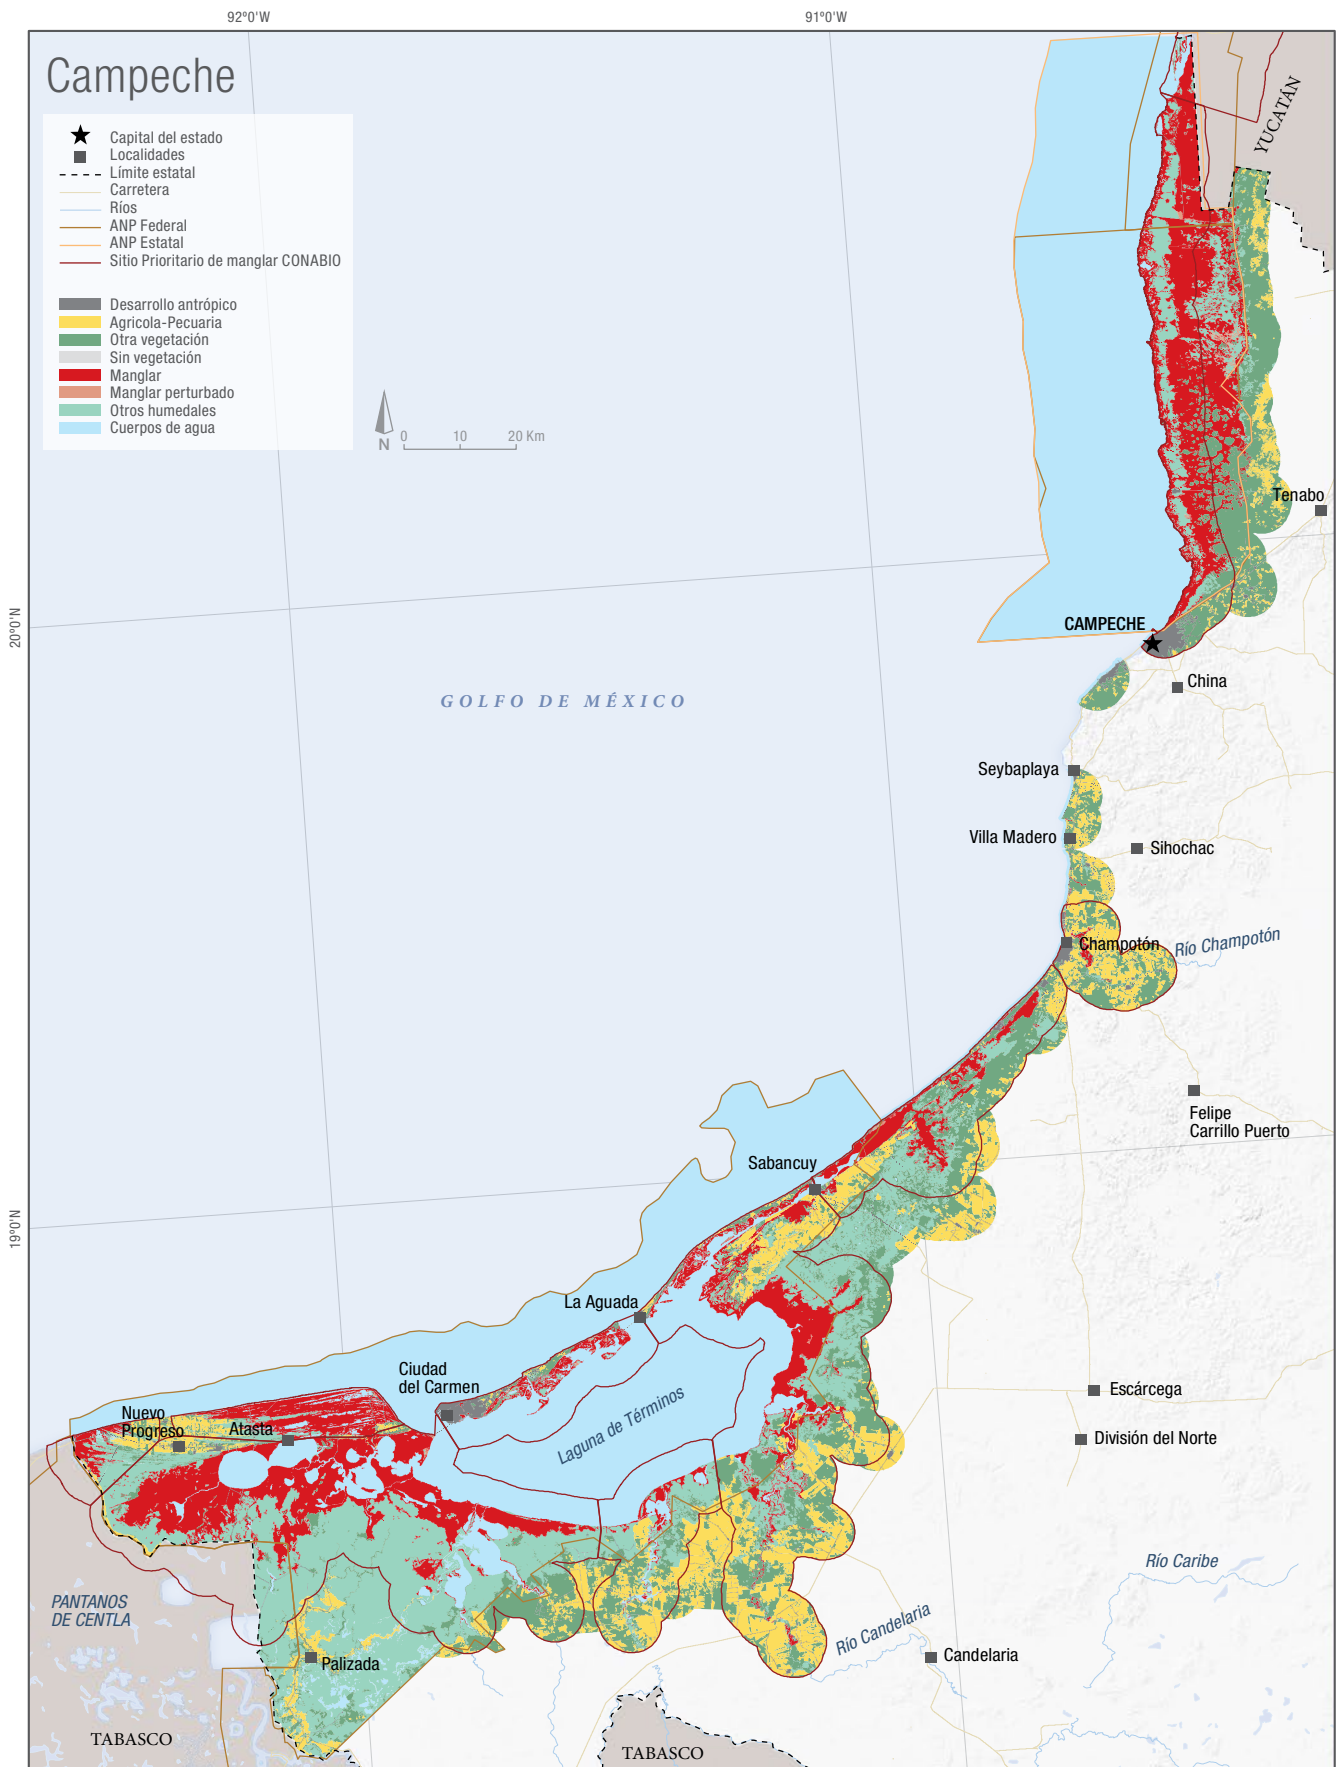 92°0'W
91°0'W
Campeche
Capital del estado
Localidades
Límite estatal
Carretera
Ríos
ANP Federal
ANP Estatal
Sitio Prioritario de manglar CONABIO
Desarrollo antrópico
Agrícola-Pecuaria
Otra vegetación
Sin vegetación
Manglar
Manglar perturbado
Otros humedales
Cuerpos de agua
N
0 10 20 Km
YUCATÁN
Tenabo
20°0'N
CAMPECHE
China
GOLFO DE MÉXICO
Seybaplaya
Villa Madero
Sihochac
Champotón
Río Champotón
Felipe
Carrillo Puerto
Sabancuy
19°0'N
La Aguada
Ciudad
del Carmen
Laguna de Términos
Escárcega
Nuevo
Progreso
Atasta
División del Norte
Río Caribe
PANTANOS
DE CENTLA
Río Candelaria
Candelaria
Palizada
TABASCO
TABASCO